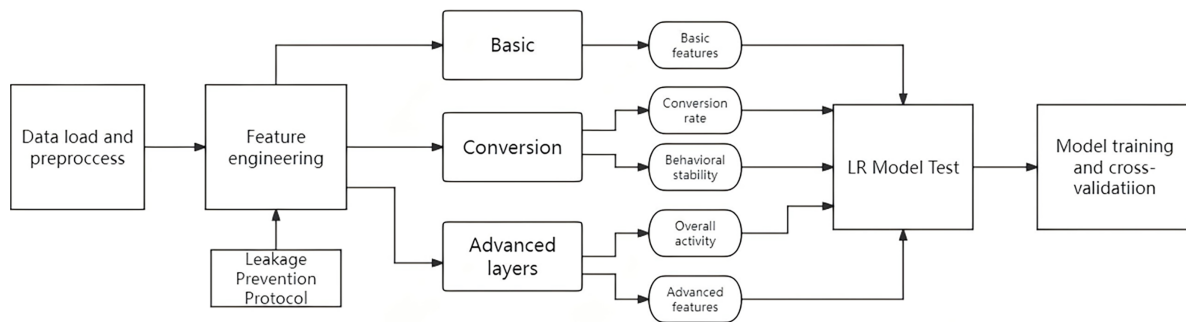 Data load and
preproccess
Feature
engineering
Leakage
Prevention
Protocol
Basic
Conversion
Advanced
layers
Basic
features
Conversion
rate
Behavioral
stability
Overall
activity
Advanced
features
LR Model Test
Model training
and cross-
validatiion